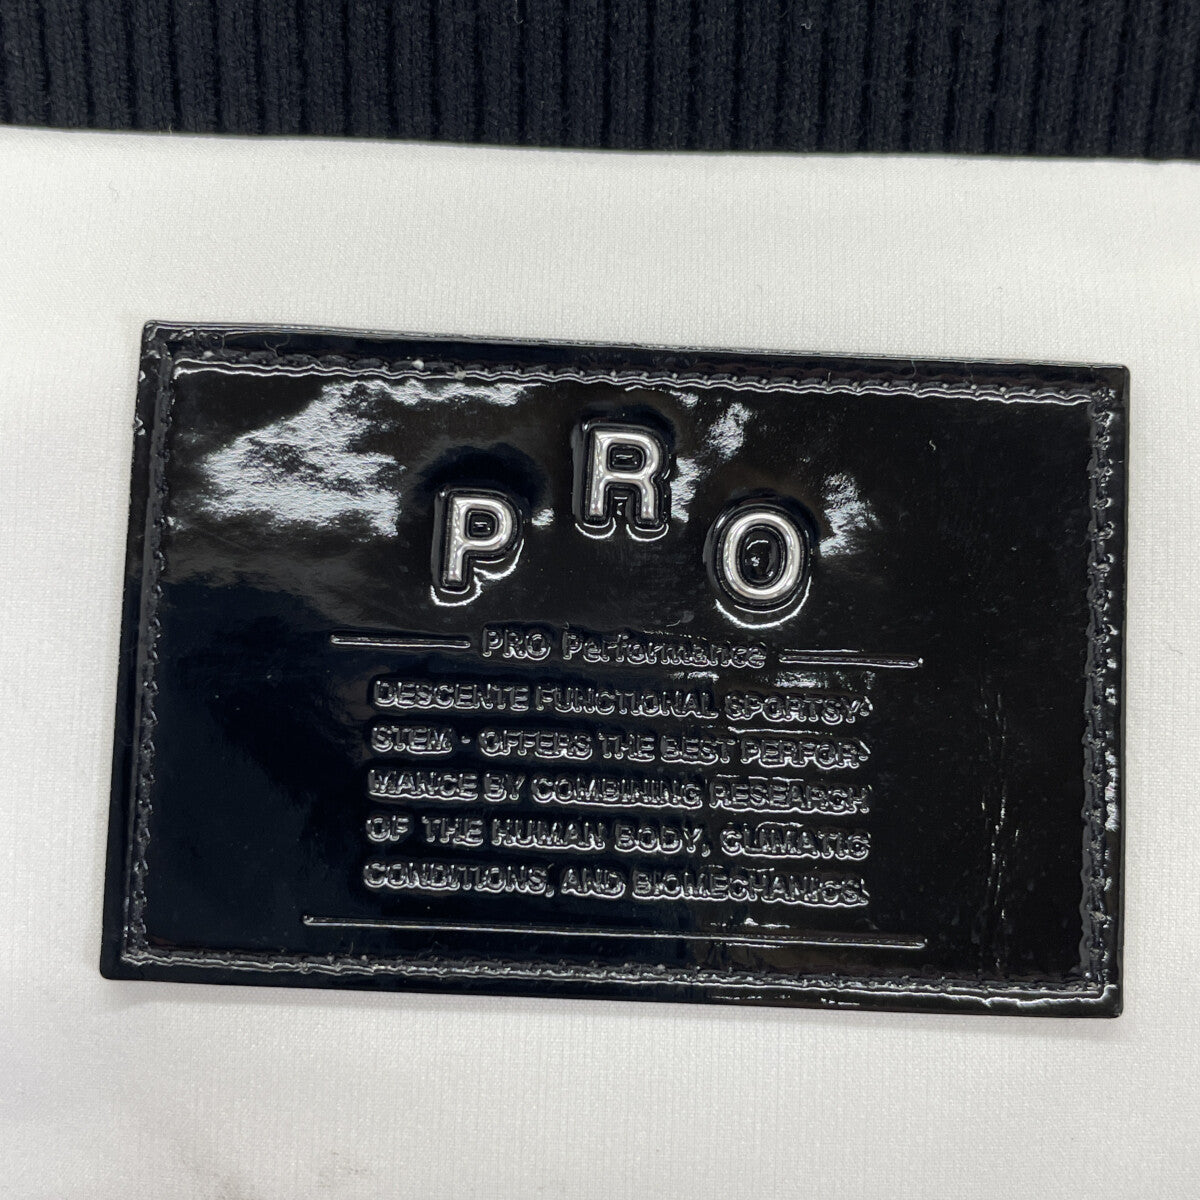 PRO
PRO Performance
DESCENTE FUNCTIONAL SPORTSY-
STEM - OFFERS THE BEST PERFOR-
MANCE BY COMBINING RESEARCH
OF THE HUMAN BODY, CLIMATIC
CONDITIONS, AND BIOMECHANICS.